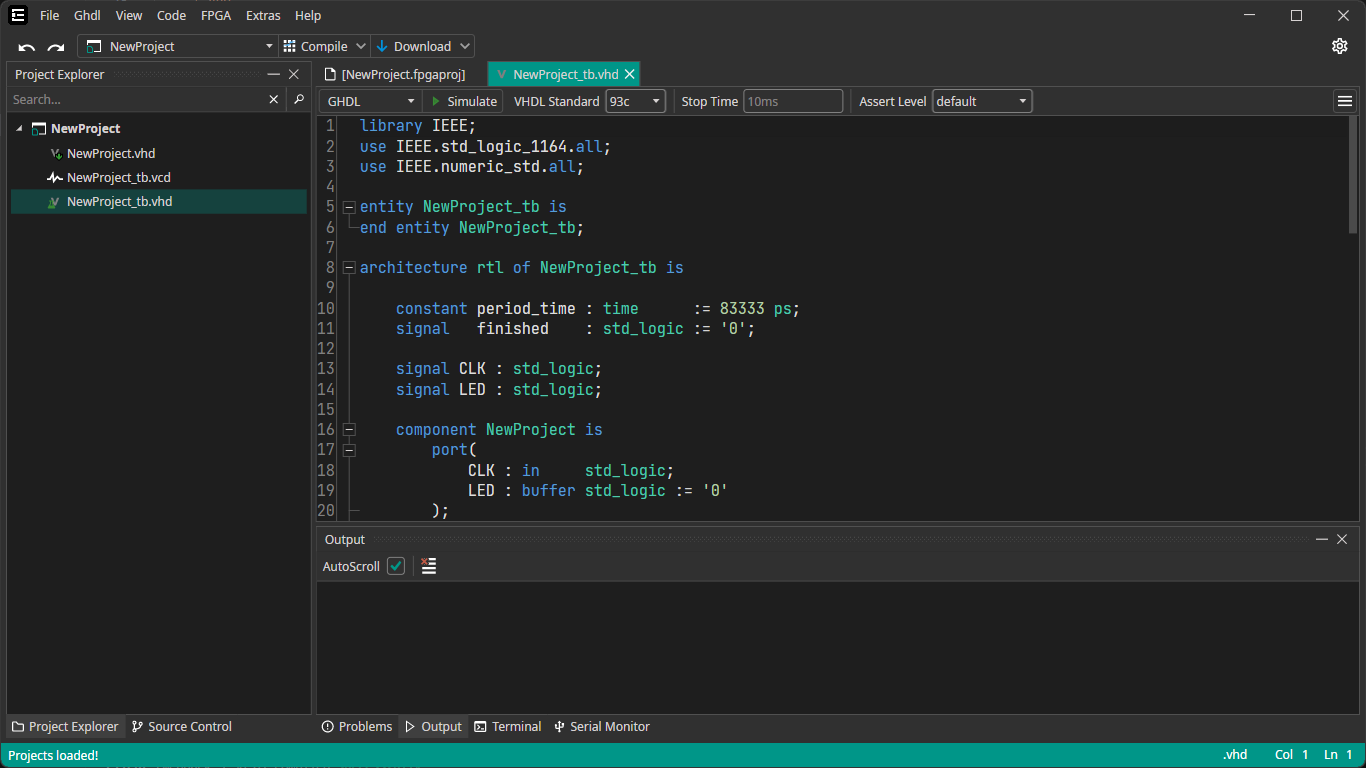 File Ghdl View Code FPGA Extras Help
NewProject Compile Download
Project Explorer
[NewProject.fpgaproj] NewProject_tb.vhd
Search...
GHDL Simulate VHDL Standard 93c Stop Time 10ms Assert Level default
NewProject
NewProject.vhd
NewProject_tb.vcd
NewProject_tb.vhd
1 library IEEE;
2 use IEEE.std_logic_1164.all;
3 use IEEE.numeric_std.all;
4
5 entity NewProject_tb is
6 end entity NewProject_tb;
7
8 architecture rtl of NewProject_tb is
9
10     constant period_time : time      := 83333 ps;
11     signal   finished    : std_logic := '0';
12
13     signal CLK : std_logic;
14     signal LED : std_logic;
15
16     component NewProject is
17         port(
18             CLK : in     std_logic;
19             LED : buffer std_logic := '0'
20         );
Output
AutoScroll
Project Explorer Source Control
Problems Output Terminal Serial Monitor
Projects loaded! .vhd Col 1 Ln 1